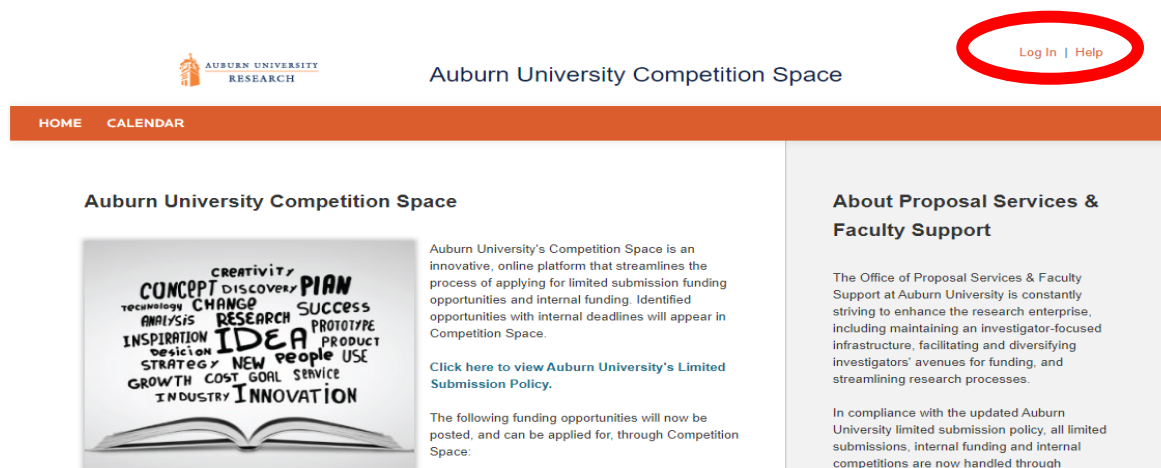 Log In | Help
AUBURN UNIVERSITY
RESEARCH
Auburn University Competition Space
HOME CALENDAR
Auburn University Competition Space
CREATIVITY
CONCEPT DISCOVERY PLAN
TECHNOLOGY CHANGE SUCCESS
ANALYSIS RESEARCH PROTOTYPE
INSPIRATION IDEA PRODUCT
Desicion
STRATEGY NEW People USE
GROWTH COST GOAL SERVICE
INDUSTRY INNOVATION
Auburn University's Competition Space is an
innovative, online platform that streamlines the
process of applying for limited submission funding
opportunities and internal funding. Identified
opportunities with internal deadlines will appear in
Competition Space.
Click here to view Auburn University's Limited
Submission Policy.
The following funding opportunities will now be
posted, and can be applied for, through Competition
Space:
About Proposal Services &
Faculty Support
The Office of Proposal Services & Faculty
Support at Auburn University is constantly
striving to enhance the research enterprise,
including maintaining an investigator-focused
infrastructure, facilitating and diversifying
investigators' avenues for funding, and
streamlining research processes.
In compliance with the updated Auburn
University limited submission policy, all limited
submissions, internal funding and internal
competitions are now handled through